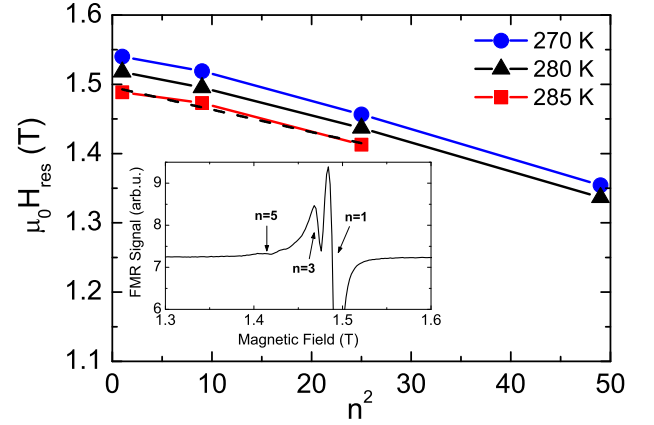 1.6
1.5
1.4
1.3
1.2
1.1
μ₀Hres (T)
0
10
20
30
40
50
n²
270 K
280 K
285 K
9
8
7
6
FMR Signal (arb.u.)
n=5
n=3
n=1
1.3
1.4
1.5
1.6
Magnetic Field (T)